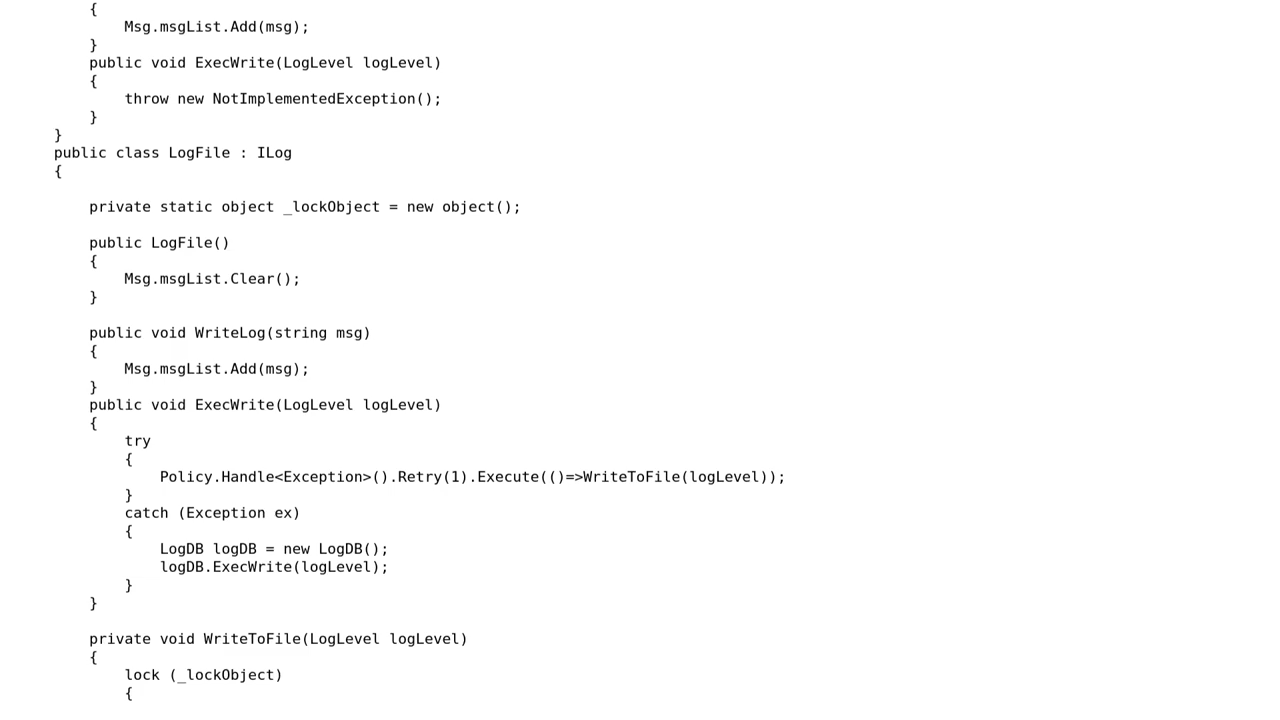 {
Msg.msgList.Add(msg);
}
public void ExecWrite(LogLevel logLevel)
{
throw new NotImplementedException();
}
}
public class LogFile : ILog
{
private static object _lockObject = new object();
public LogFile()
{
Msg.msgList.Clear();
}
public void WriteLog(string msg)
{
Msg.msgList.Add(msg);
}
public void ExecWrite(LogLevel logLevel)
{
try
{
Policy.Handle<Exception>().Retry(1).Execute(()=>WriteToFile(logLevel));
}
catch (Exception ex)
{
LogDB logDB = new LogDB();
logDB.ExecWrite(logLevel);
}
}
private void WriteToFile(LogLevel logLevel)
{
lock (_lockObject)
{